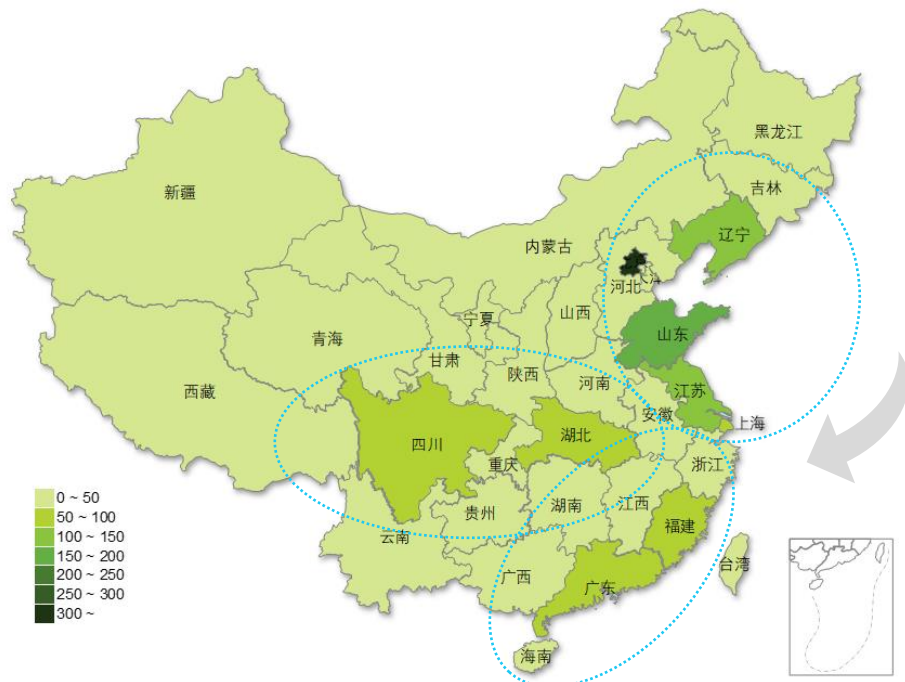 黑龙江
吉林
新疆
辽宁
内蒙古
河北
山西
宁夏
山东
青海
甘肃
陕西
河南
西藏
江苏
安徽
上海
四川
湖北
重庆
浙江
贵州
湖南
江西
福建
云南
台湾
广西
广东
海南
0 ~ 50
50 ~ 100
100 ~ 150
150 ~ 200
200 ~ 250
250 ~ 300
300 ~